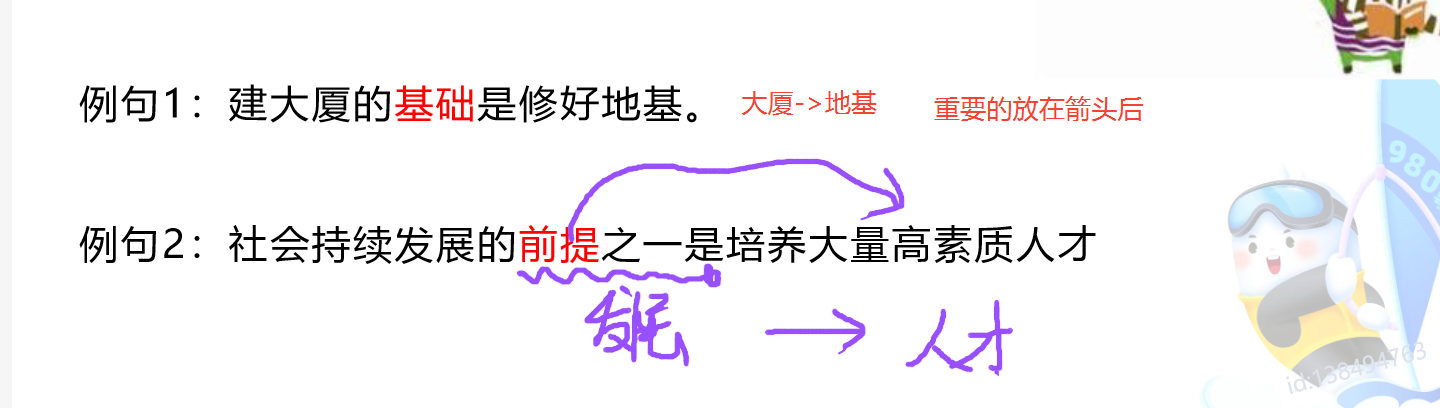 例句1：建大厦的基础是修好地基。 大厦->地基 重要的放在箭头后
例句2：社会持续发展的前提之一是培养大量高素质人才
发展 → 人才
980
id:138494763